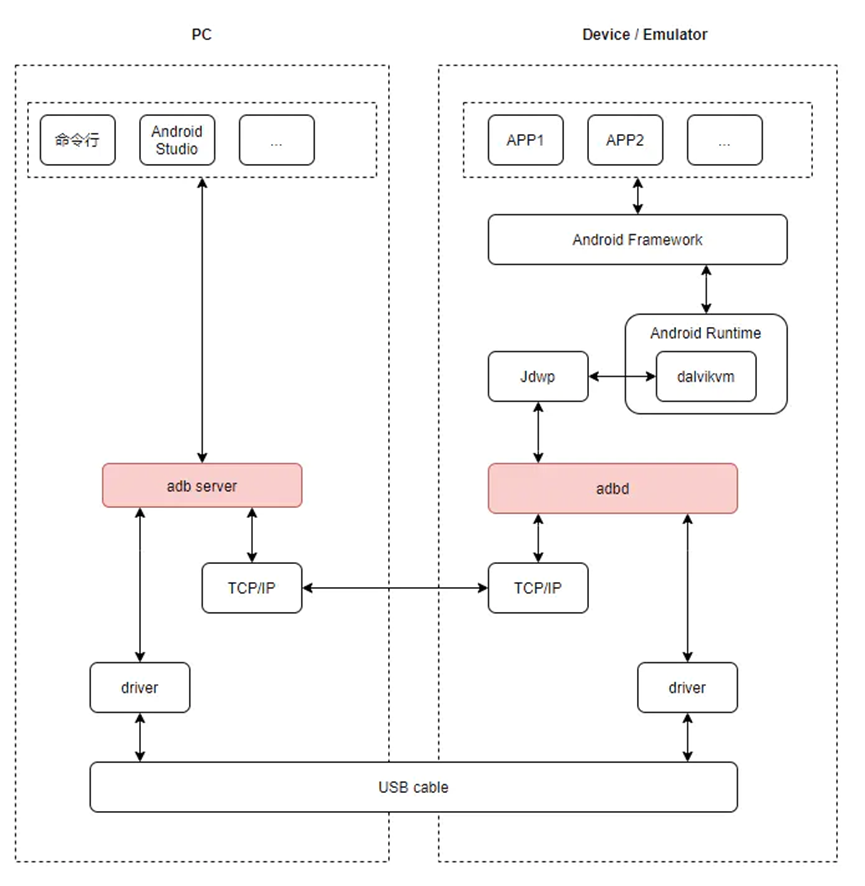 PC
Device / Emulator
命令行
Android
Studio
...
APP1
APP2
...
Android Framework
Android Runtime
Jdwp
dalvikvm
adb server
adbd
TCP/IP
TCP/IP
driver
driver
USB cable